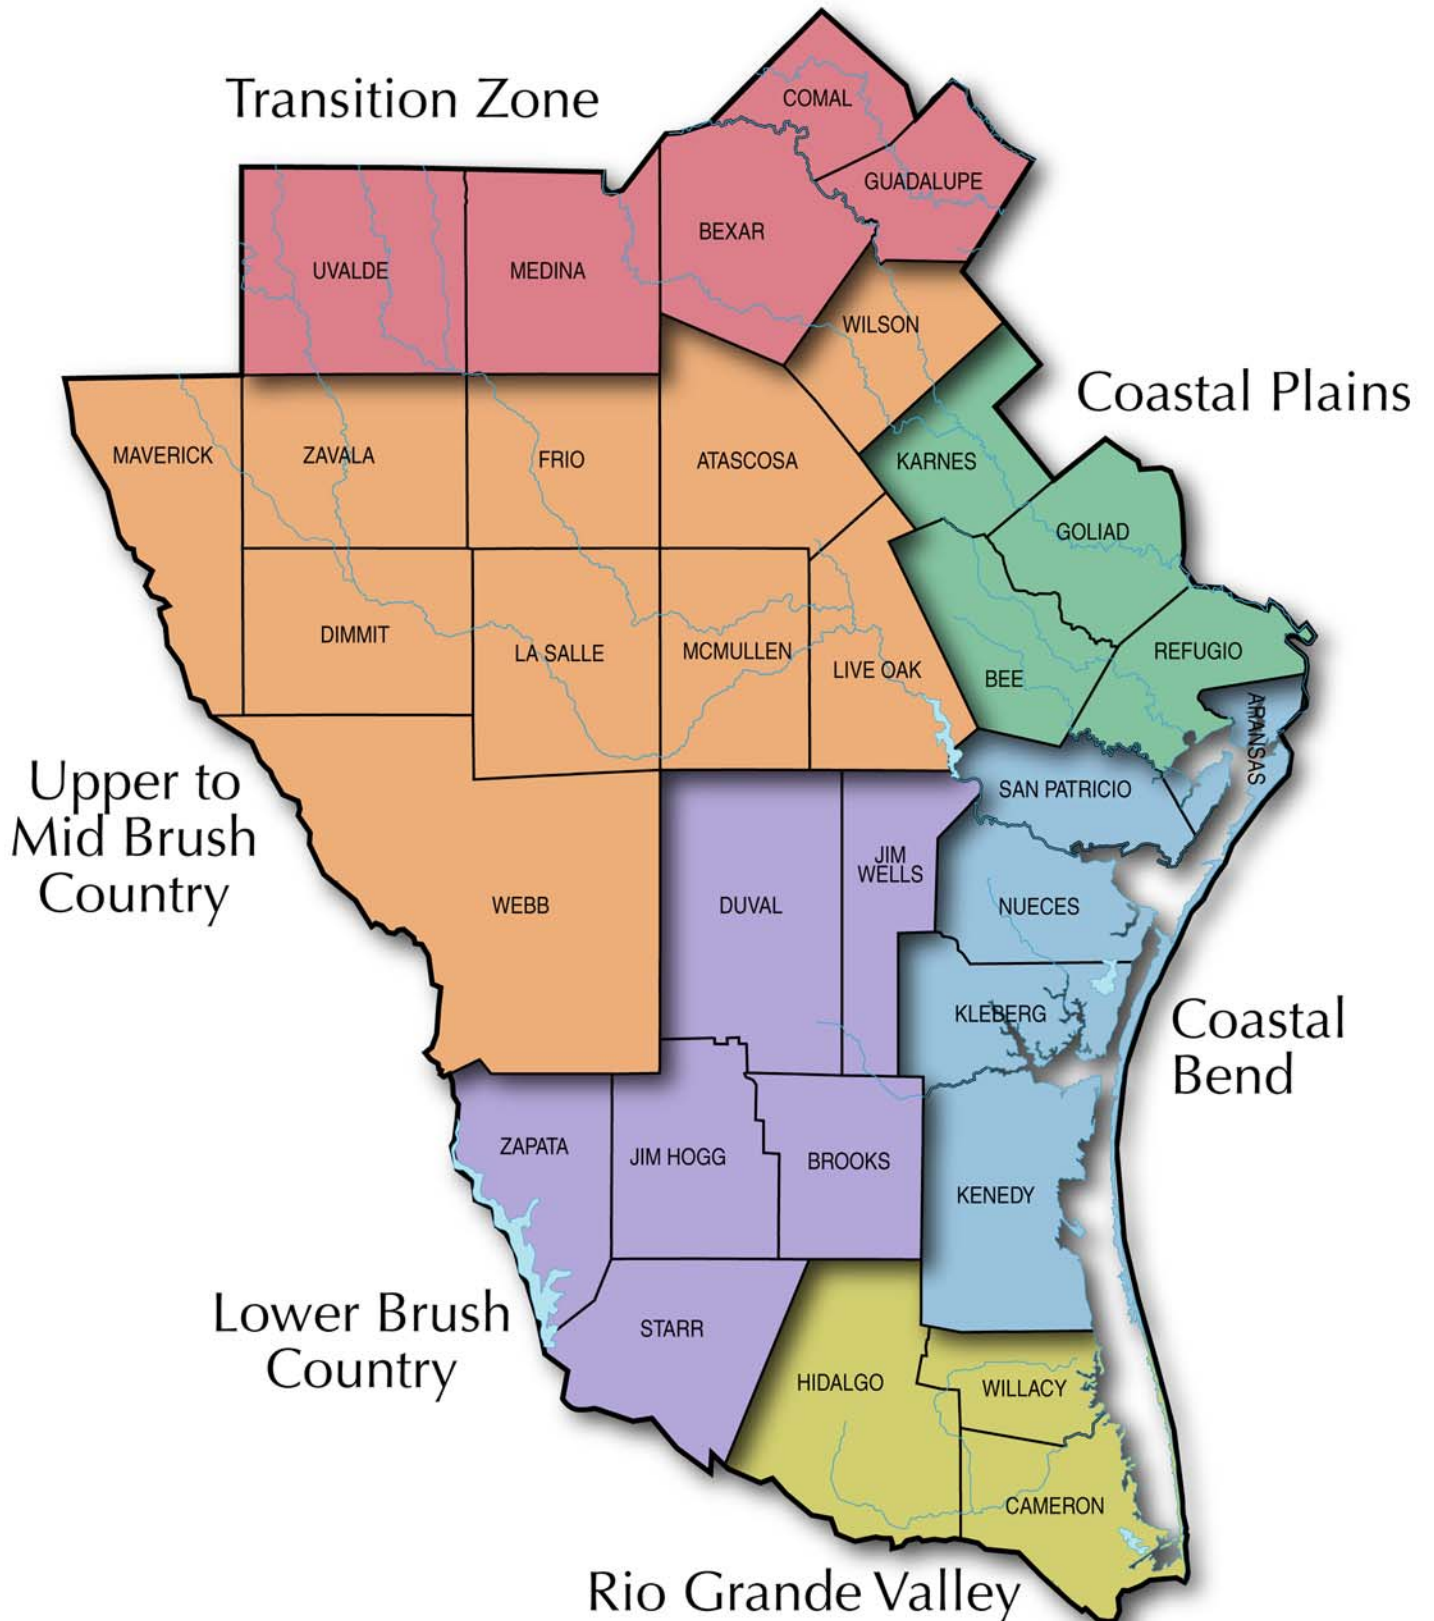 Transition Zone
COMAL
GUADALUPE
BEXAR
UVALDE
MEDINA
WILSON
Coastal Plains
MAVERICK
ZAVALA
FRIO
ATASCOSA
KARNES
GOLIAD
DIMMIT
LA SALLE
MCMULLEN
LIVE OAK
BEE
REFUGIO
ARANSAS
Upper to
Mid Brush
Country
SAN PATRICIO
WEBB
DUVAL
JIM
WELLS
NUECES
KLEBERG
Coastal
Bend
ZAPATA
JIM HOGG
BROOKS
KENEDY
Lower Brush
Country
STARR
HIDALGO
WILLACY
CAMERON
Rio Grande Valley